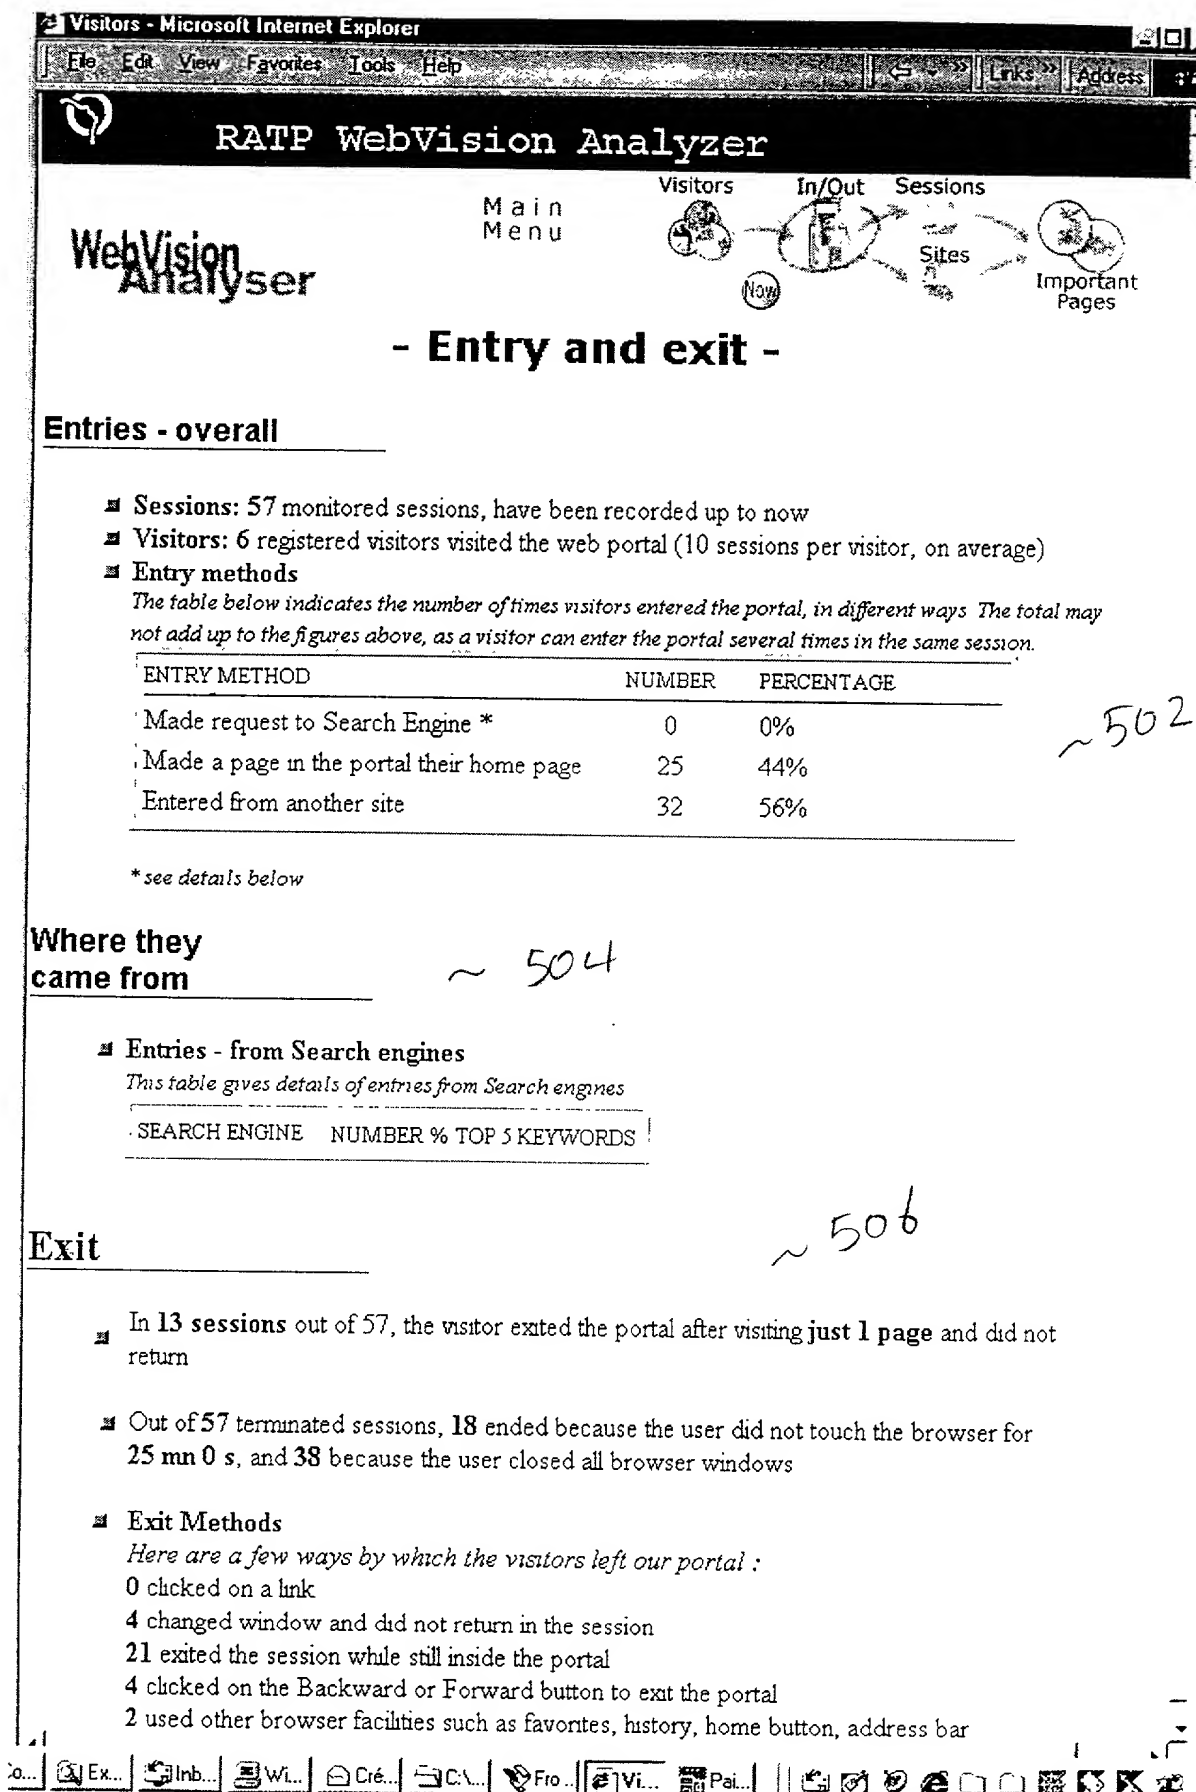 Visitors - Microsoft Internet Explorer
File Edit View Favorites Tools Help Links Address
RATP WebVision Analyzer
WebVision
Analyser
Main
Menu
Visitors In/Out Sessions
Sites
Now
Important
Pages
- Entry and exit -
Entries - overall
Sessions: 57 monitored sessions, have been recorded up to now
Visitors: 6 registered visitors visited the web portal (10 sessions per visitor, on average)
Entry methods
The table below indicates the number of times visitors entered the portal, in different ways The total may
not add up to the figures above, as a visitor can enter the portal several times in the same session.
ENTRY METHOD NUMBER PERCENTAGE
Made request to Search Engine * 0 0%
Made a page in the portal their home page 25 44%
Entered from another site 32 56%
~ 502
* see details below
Where they
came from
~ 504
Entries - from Search engines
This table gives details of entries from Search engines
SEARCH ENGINE NUMBER % TOP 5 KEYWORDS
~ 506
Exit
In 13 sessions out of 57, the visitor exited the portal after visiting just 1 page and did not
return
Out of 57 terminated sessions, 18 ended because the user did not touch the browser for
25 mn 0 s, and 38 because the user closed all browser windows
Exit Methods
Here are a few ways by which the visitors left our portal :
0 clicked on a link
4 changed window and did not return in the session
21 exited the session while still inside the portal
4 clicked on the Backward or Forward button to exit the portal
2 used other browser facilities such as favorites, history, home button, address bar
Ex... Inb... Wi... Cré... C:\... Fro... Vi... Pai...